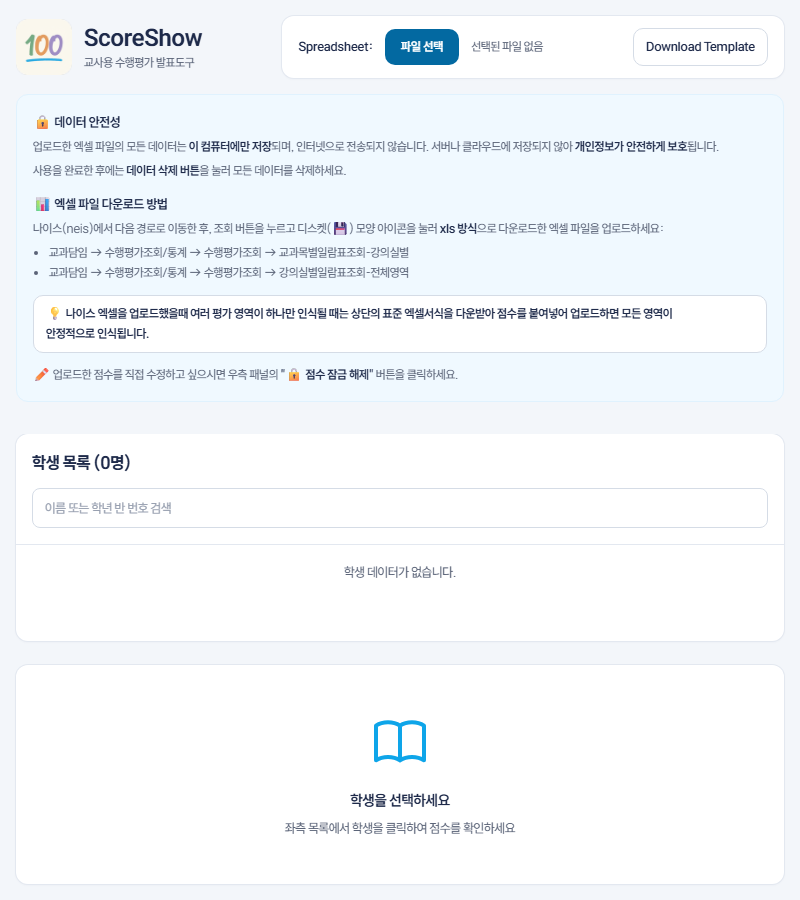 100
ScoreShow
교사용 수행평가 발표도구
Spreadsheet: 파일 선택 선택된 파일 없음 Download Template
🔒 데이터 안전성
업로드한 엑셀 파일의 모든 데이터는 이 컴퓨터에만 저장되며, 인터넷으로 전송되지 않습니다. 서버나 클라우드에 저장되지 않아 개인정보가 안전하게 보호됩니다.
사용을 완료한 후에는 데이터 삭제 버튼을 눌러 모든 데이터를 삭제하세요.
📊 엑셀 파일 다운로드 방법
나이스(neis)에서 다음 경로로 이동한 후, 조회 버튼을 누르고 디스켓( 💾 ) 모양 아이콘을 눌러 xls 방식으로 다운로드한 엑셀 파일을 업로드하세요:
• 교과담임 → 수행평가조회/통계 → 수행평가조회 → 교과목별일람표조회-강의실별
• 교과담임 → 수행평가조회/통계 → 수행평가조회 → 강의실별일람표조회-전체영역
💡 나이스 엑셀을 업로드했을때 여러 평가 영역이 하나만 인식될 때는 상단의 표준 엑셀서식을 다운받아 점수를 붙여넣어 업로드하면 모든 영역이
안정적으로 인식됩니다.
✏️ 업로드한 점수를 직접 수정하고 싶으시면 우측 패널의 "🔒 점수 잠금 해제" 버튼을 클릭하세요.
학생 목록 (0명)
이름 또는 학년 반 번호 검색
학생 데이터가 없습니다.
학생을 선택하세요
좌측 목록에서 학생을 클릭하여 점수를 확인하세요